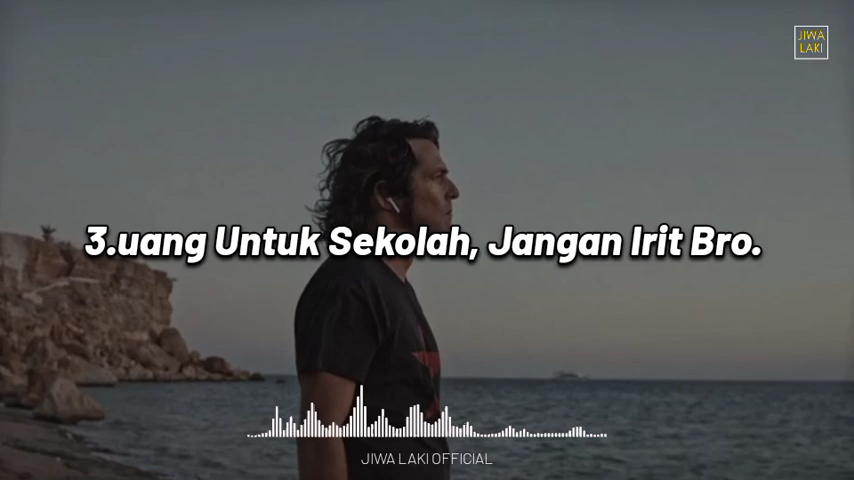 JIWA
LAKI
3.uang Untuk Sekolah, Jangan Irit Bro.
JIWA LAKI OFFICIAL